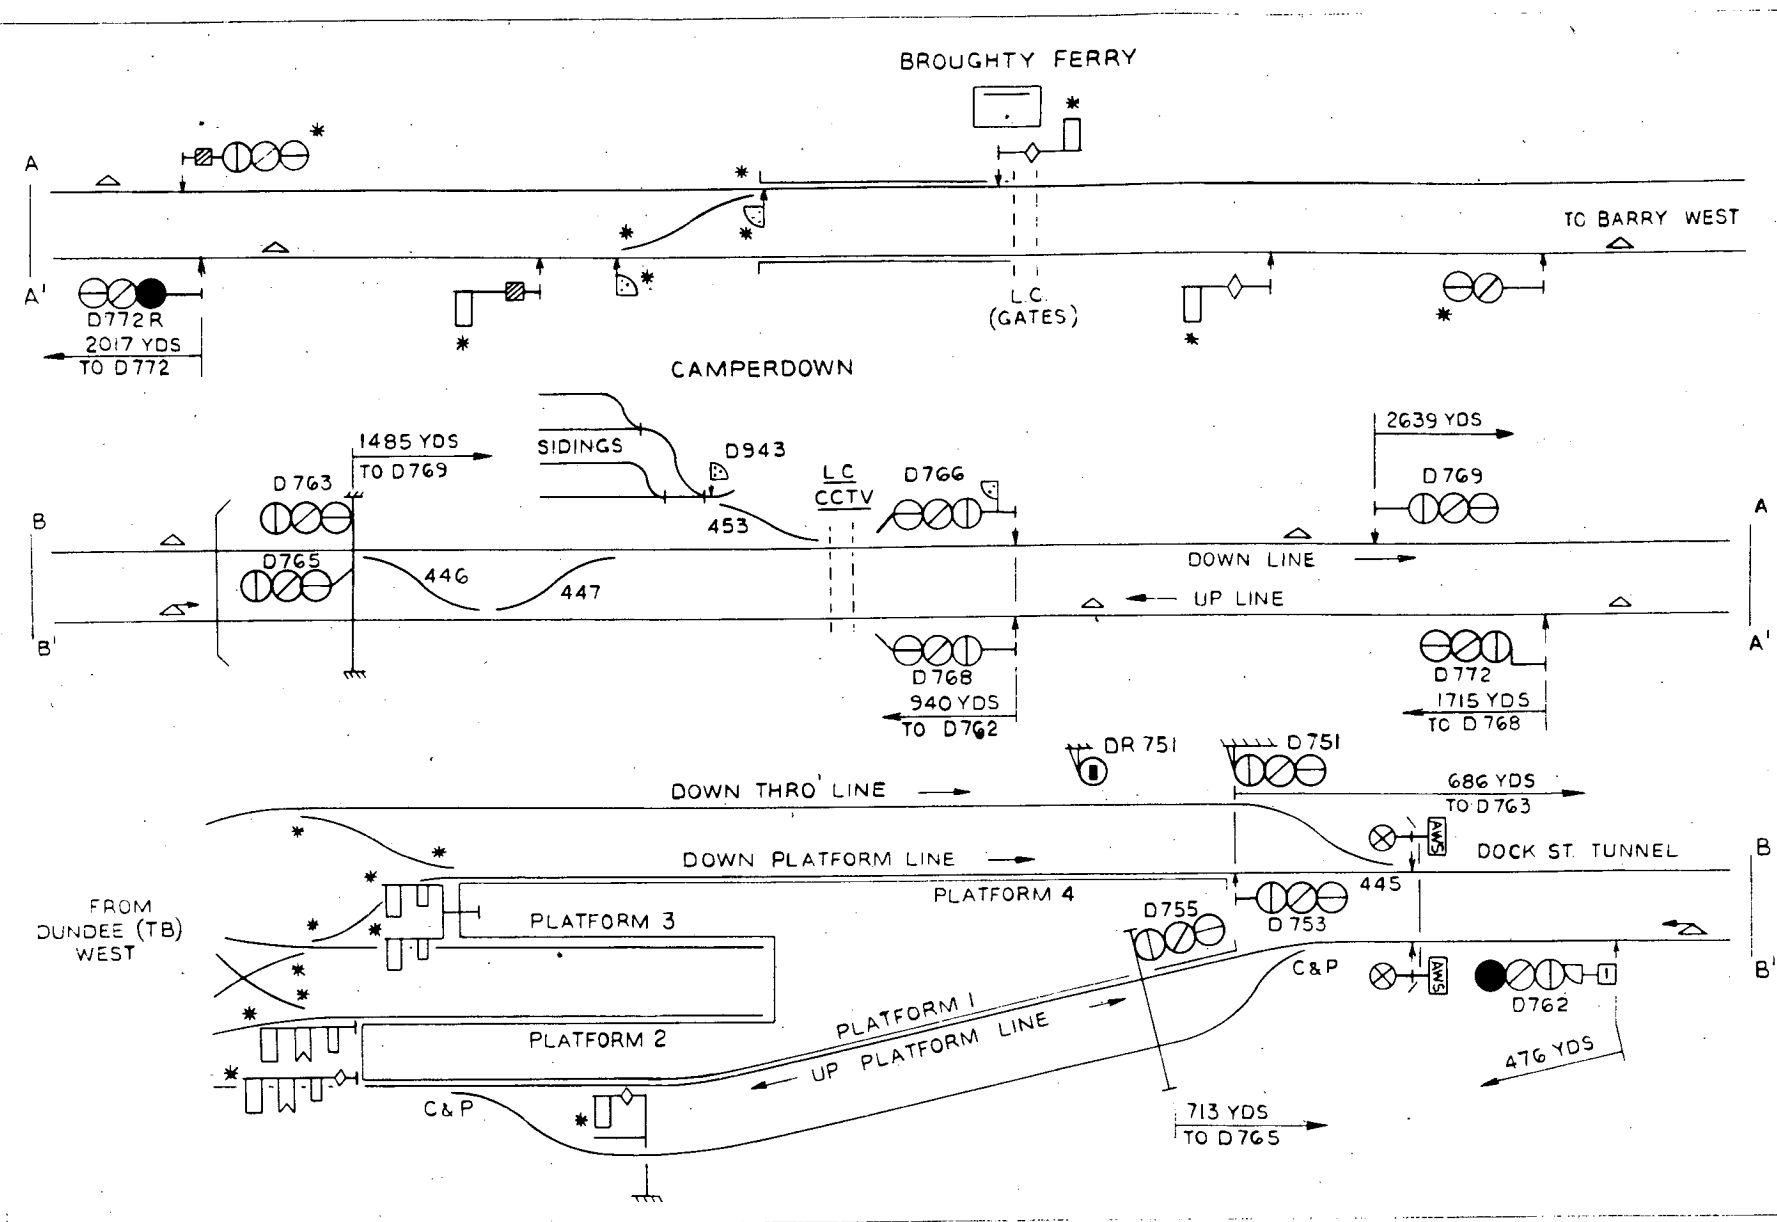 BROUGHTY FERRY
A
TO BARRY WEST
A'
D772R
2017 YDS
TO D772
L.C.
(GATES)
CAMPERDOWN
1485 YDS
TO D769
D763
SIDINGS
D943
L.C
CCTV
D766
2639 YDS
D769
B
453
A
D765
446
447
DOWN LINE
UP LINE
B'
A'
D768
940 YDS
TO D762
D772
1715 YDS
TO D768
DR 751
D751
DOWN THRO' LINE
686 YDS
TO D763
AWS
DOWN PLATFORM LINE
DOCK ST. TUNNEL
B
445
PLATFORM 4
FROM
DUNDEE (TB)
WEST
PLATFORM 3
D755
D753
C&P
AWS
D762
B'
PLATFORM 1
PLATFORM 2
UP PLATFORM LINE
476 YDS
C&P
713 YDS
TO D765